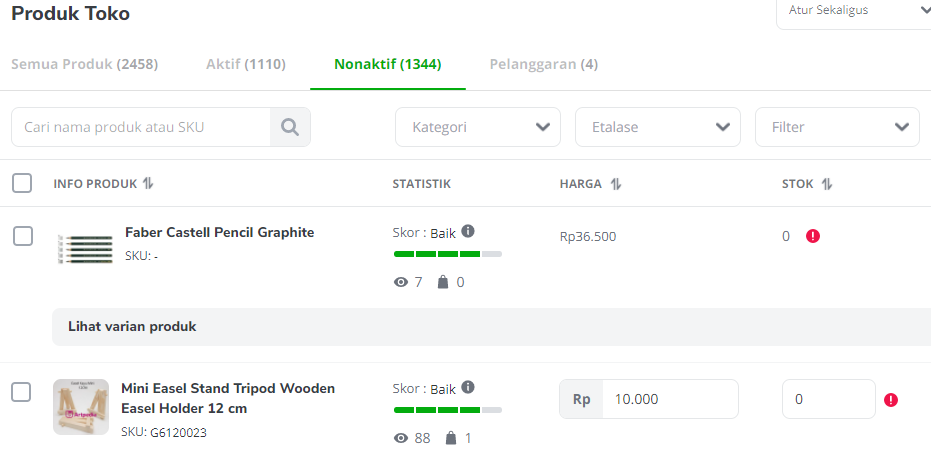 Produk Toko
Atur Sekaligus
Semua Produk (2458)
Aktif (1110)
Nonaktif (1344)
Pelanggaran (4)
Cari nama produk atau SKU
Kategori
Etalase
Filter
INFO PRODUK
STATISTIK
HARGA
STOK
Faber Castell Pencil Graphite
SKU: -
Skor : Baik
7
0
Rp36.500
0
Lihat varian produk
Mini Easel Stand Tripod Wooden
Easel Holder 12 cm
SKU: G6120023
Skor : Baik
88
1
Rp
10.000
0